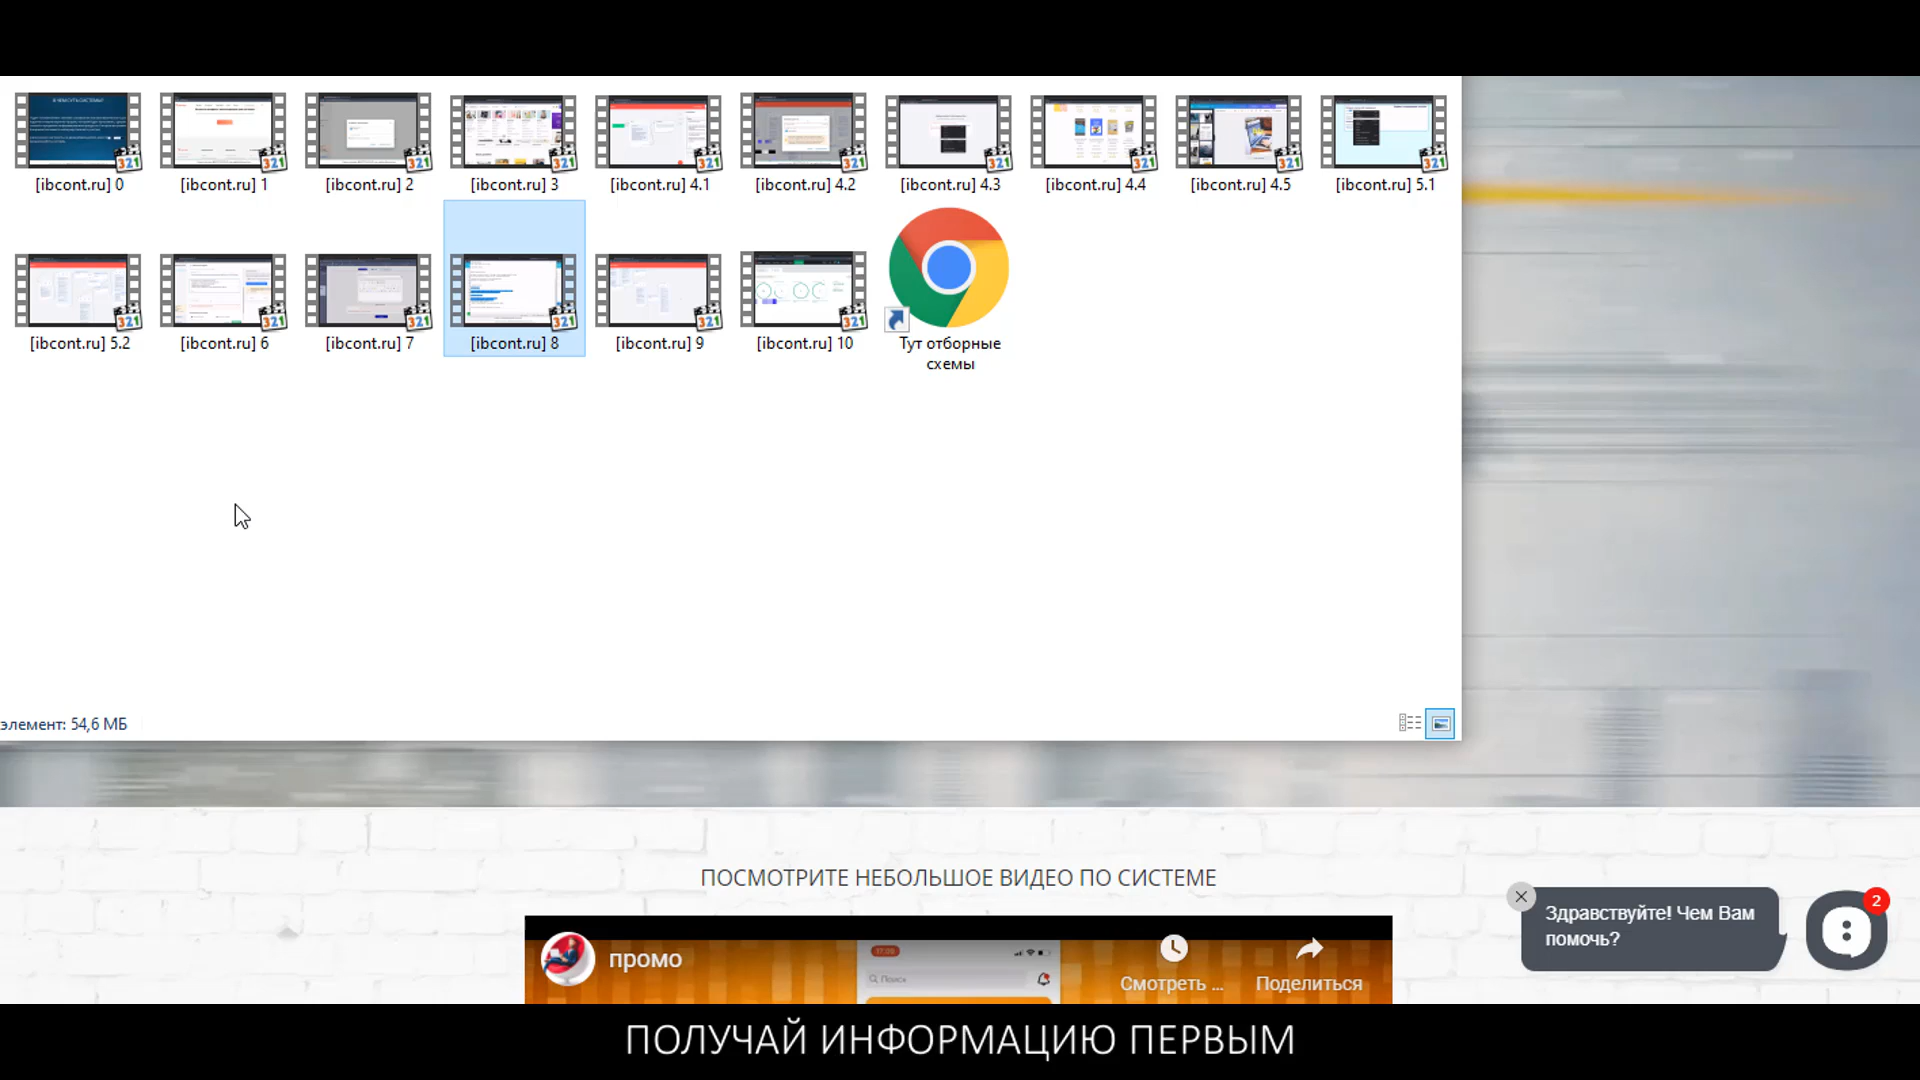 [ibcont.ru] 0
[ibcont.ru] 1
[ibcont.ru] 2
[ibcont.ru] 3
[ibcont.ru] 4.1
[ibcont.ru] 4.2
[ibcont.ru] 4.3
[ibcont.ru] 4.4
[ibcont.ru] 4.5
[ibcont.ru] 5.1
[ibcont.ru] 5.2
[ibcont.ru] 6
[ibcont.ru] 7
[ibcont.ru] 8
[ibcont.ru] 9
[ibcont.ru] 10
Тут отборные
схемы
элемент: 54,6 МБ
ПОСМОТРИТЕ НЕБОЛЬШОЕ ВИДЕО ПО СИСТЕМЕ
промо
Поиск
Смотреть ...
Поделиться
Здравствуйте! Чем Вам
помочь?
2
ПОЛУЧАЙ ИНФОРМАЦИЮ ПЕРВЫМ